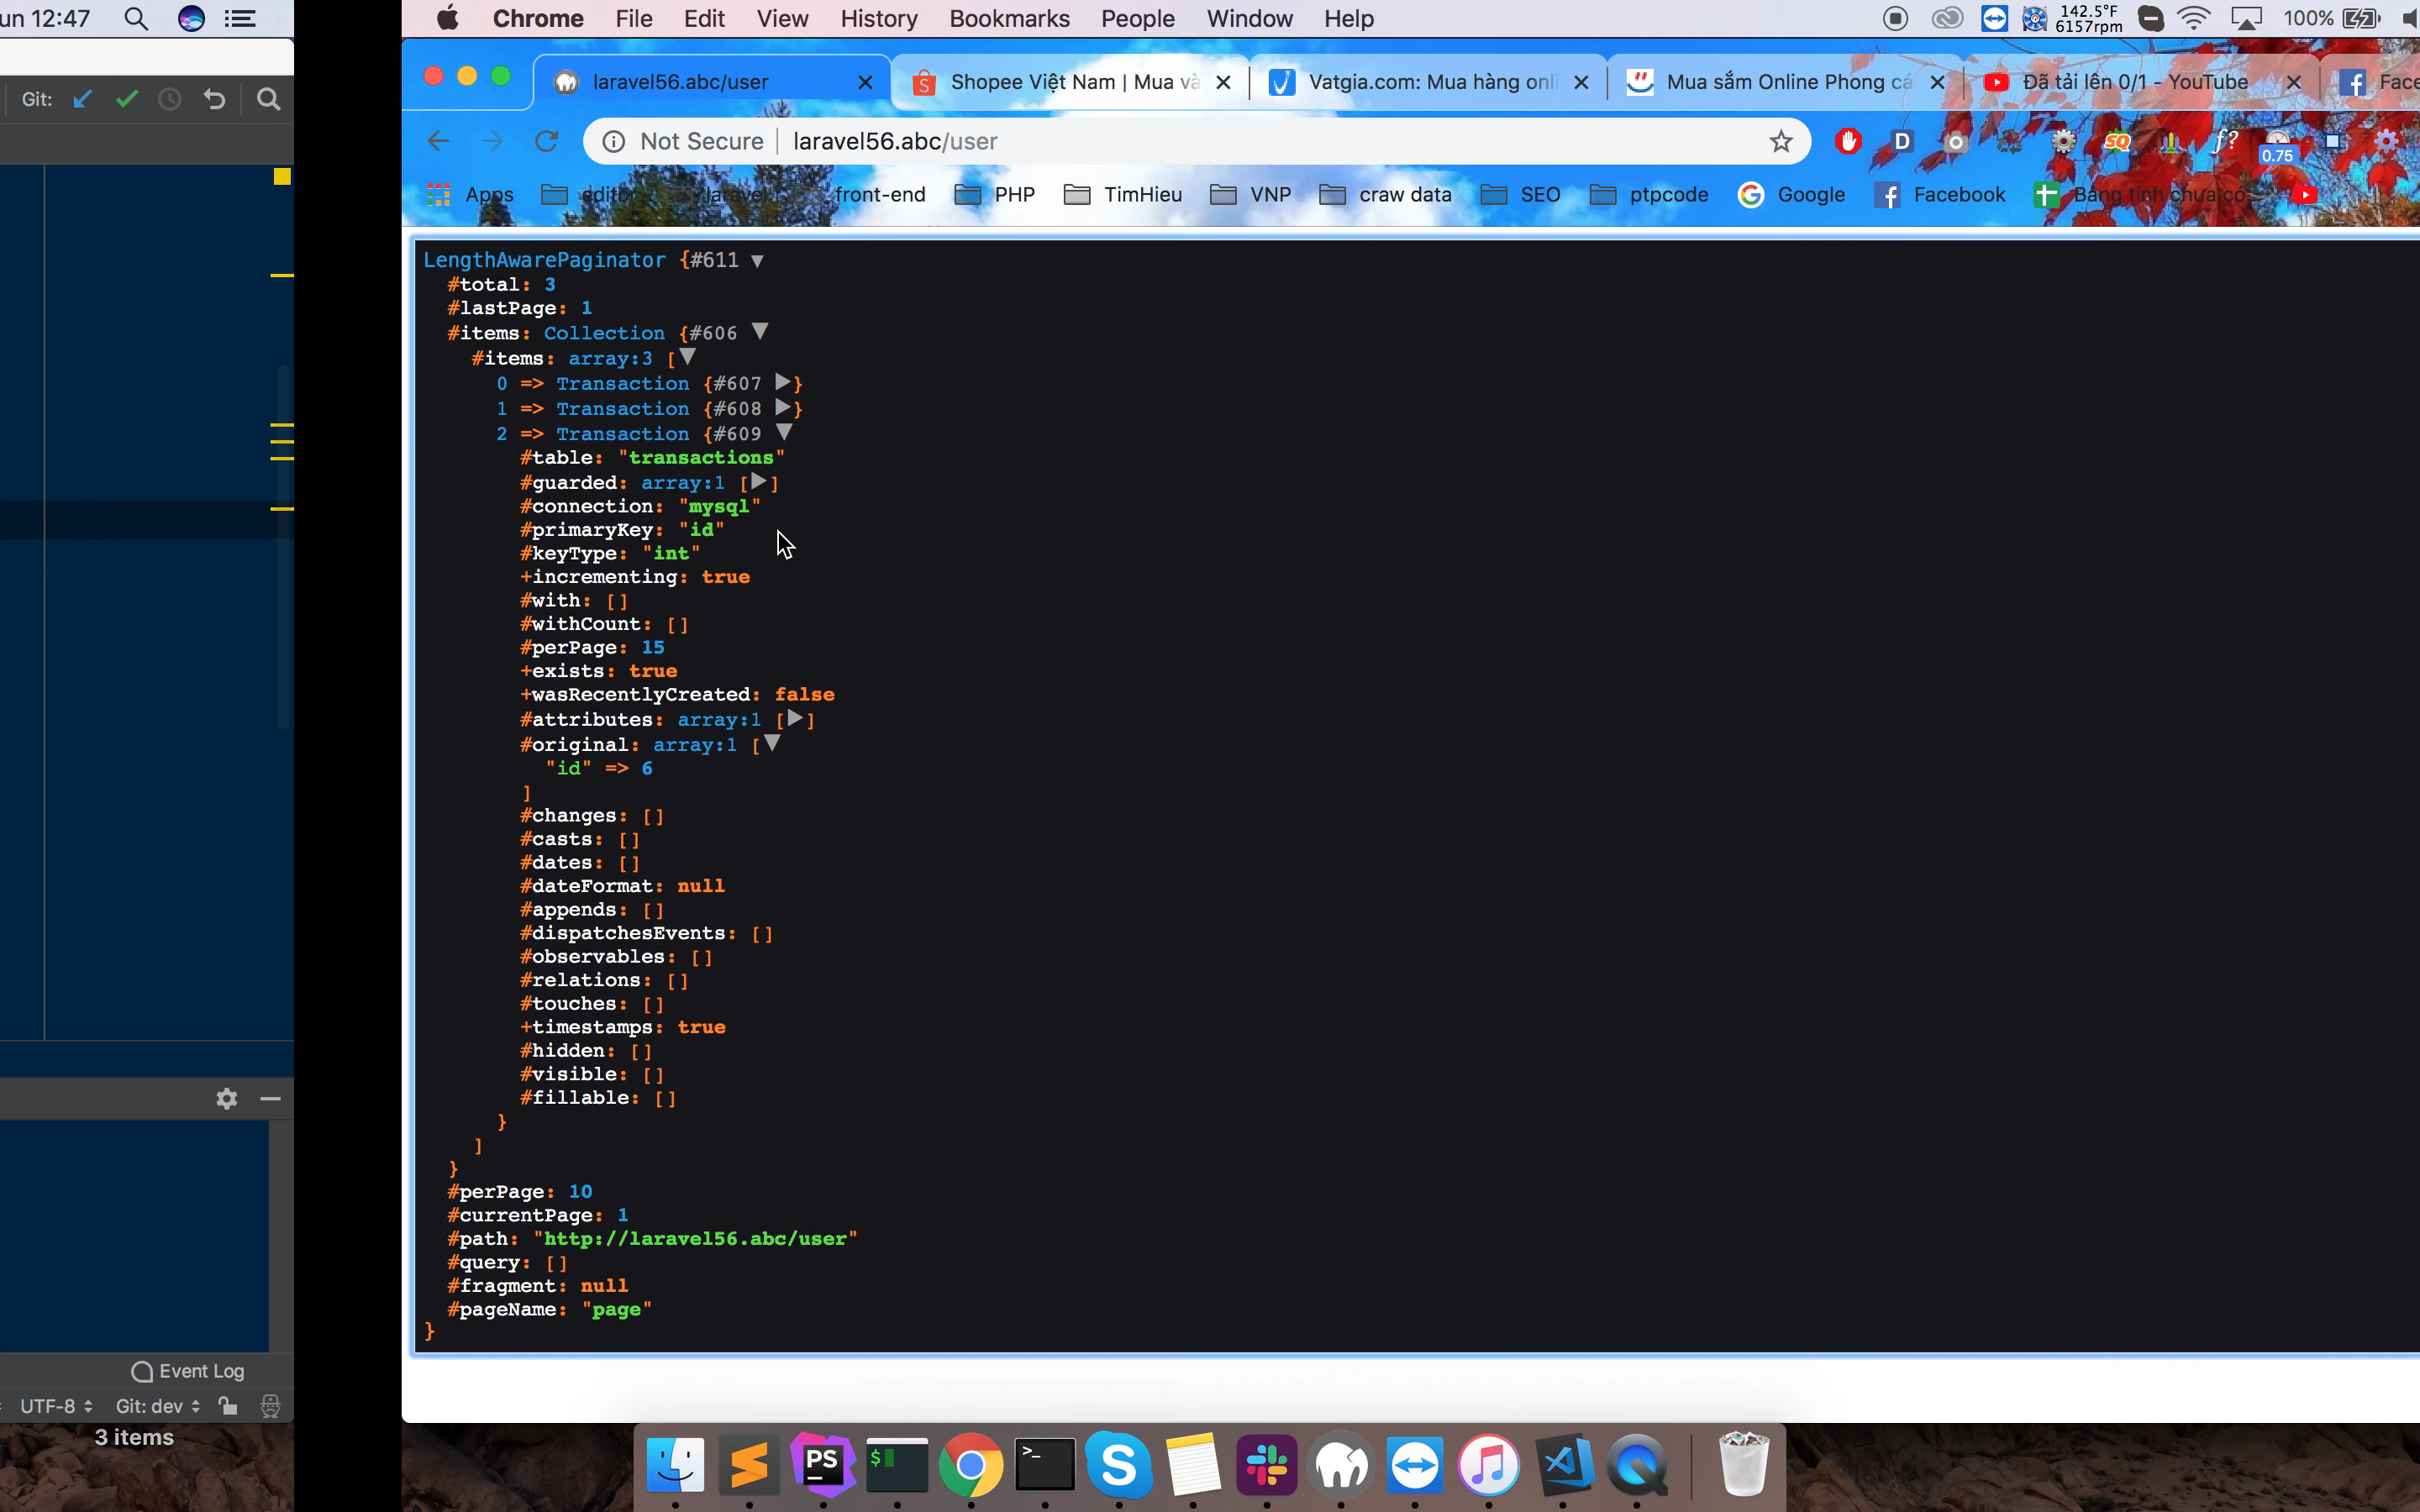 un 12:47
Chrome File Edit View History Bookmarks People Window Help 142.5°F 6157rpm 100%
Git:
laravel56.abc/user Shopee Việt Nam | Mua và Vatgia.com: Mua hàng onli Mua sắm Online Phong cá Đã tải lên 0/1 - YouTube Face
Not Secure laravel56.abc/user
0.75
Apps editor laravel front-end PHP TimHieu VNP craw data SEO ptpcode Google Facebook Bảng tính chưa có
LengthAwarePaginator {#611 ▼
#total: 3
#lastPage: 1
#items: Collection {#606 ▼
#items: array:3 [▼
0 => Transaction {#607 ▶}
1 => Transaction {#608 ▶}
2 => Transaction {#609 ▼
#table: "transactions"
#guarded: array:1 [▶]
#connection: "mysql"
#primaryKey: "id"
#keyType: "int"
+incrementing: true
#with: []
#withCount: []
#perPage: 15
+exists: true
+wasRecentlyCreated: false
#attributes: array:1 [▶]
#original: array:1 [▼
"id" => 6
]
#changes: []
#casts: []
#dates: []
#dateFormat: null
#appends: []
#dispatchesEvents: []
#observables: []
#relations: []
#touches: []
+timestamps: true
#hidden: []
#visible: []
#fillable: []
}
]
}
#perPage: 10
#currentPage: 1
#path: "http://laravel56.abc/user"
#query: []
#fragment: null
#pageName: "page"
}
Event Log
UTF-8 Git: dev
3 items